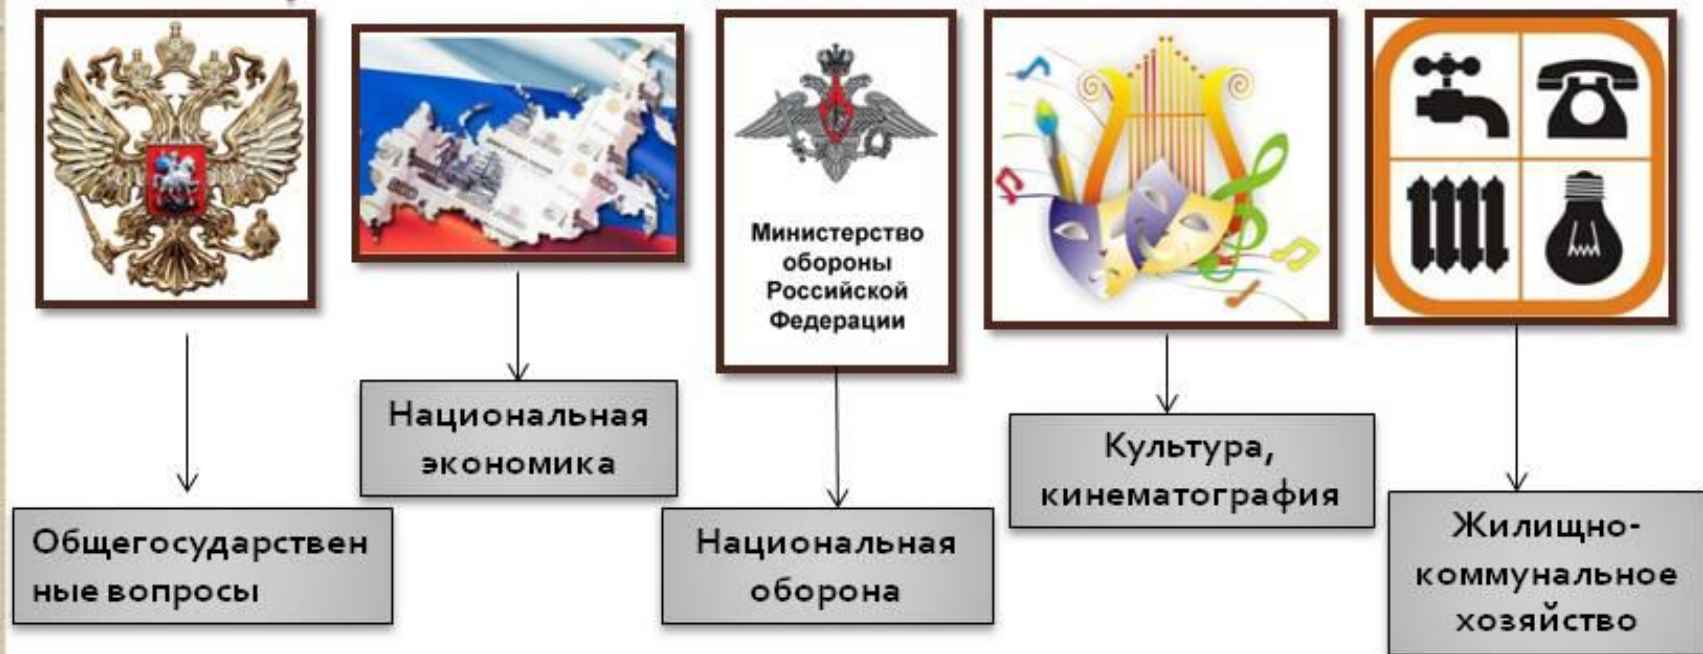 Министерство
обороны
Российской
Федерации
Национальная
экономика
Культура,
кинематография
Общегосударствен
ные вопросы
Национальная
оборона
Жилищно-
коммунальное
хозяйство